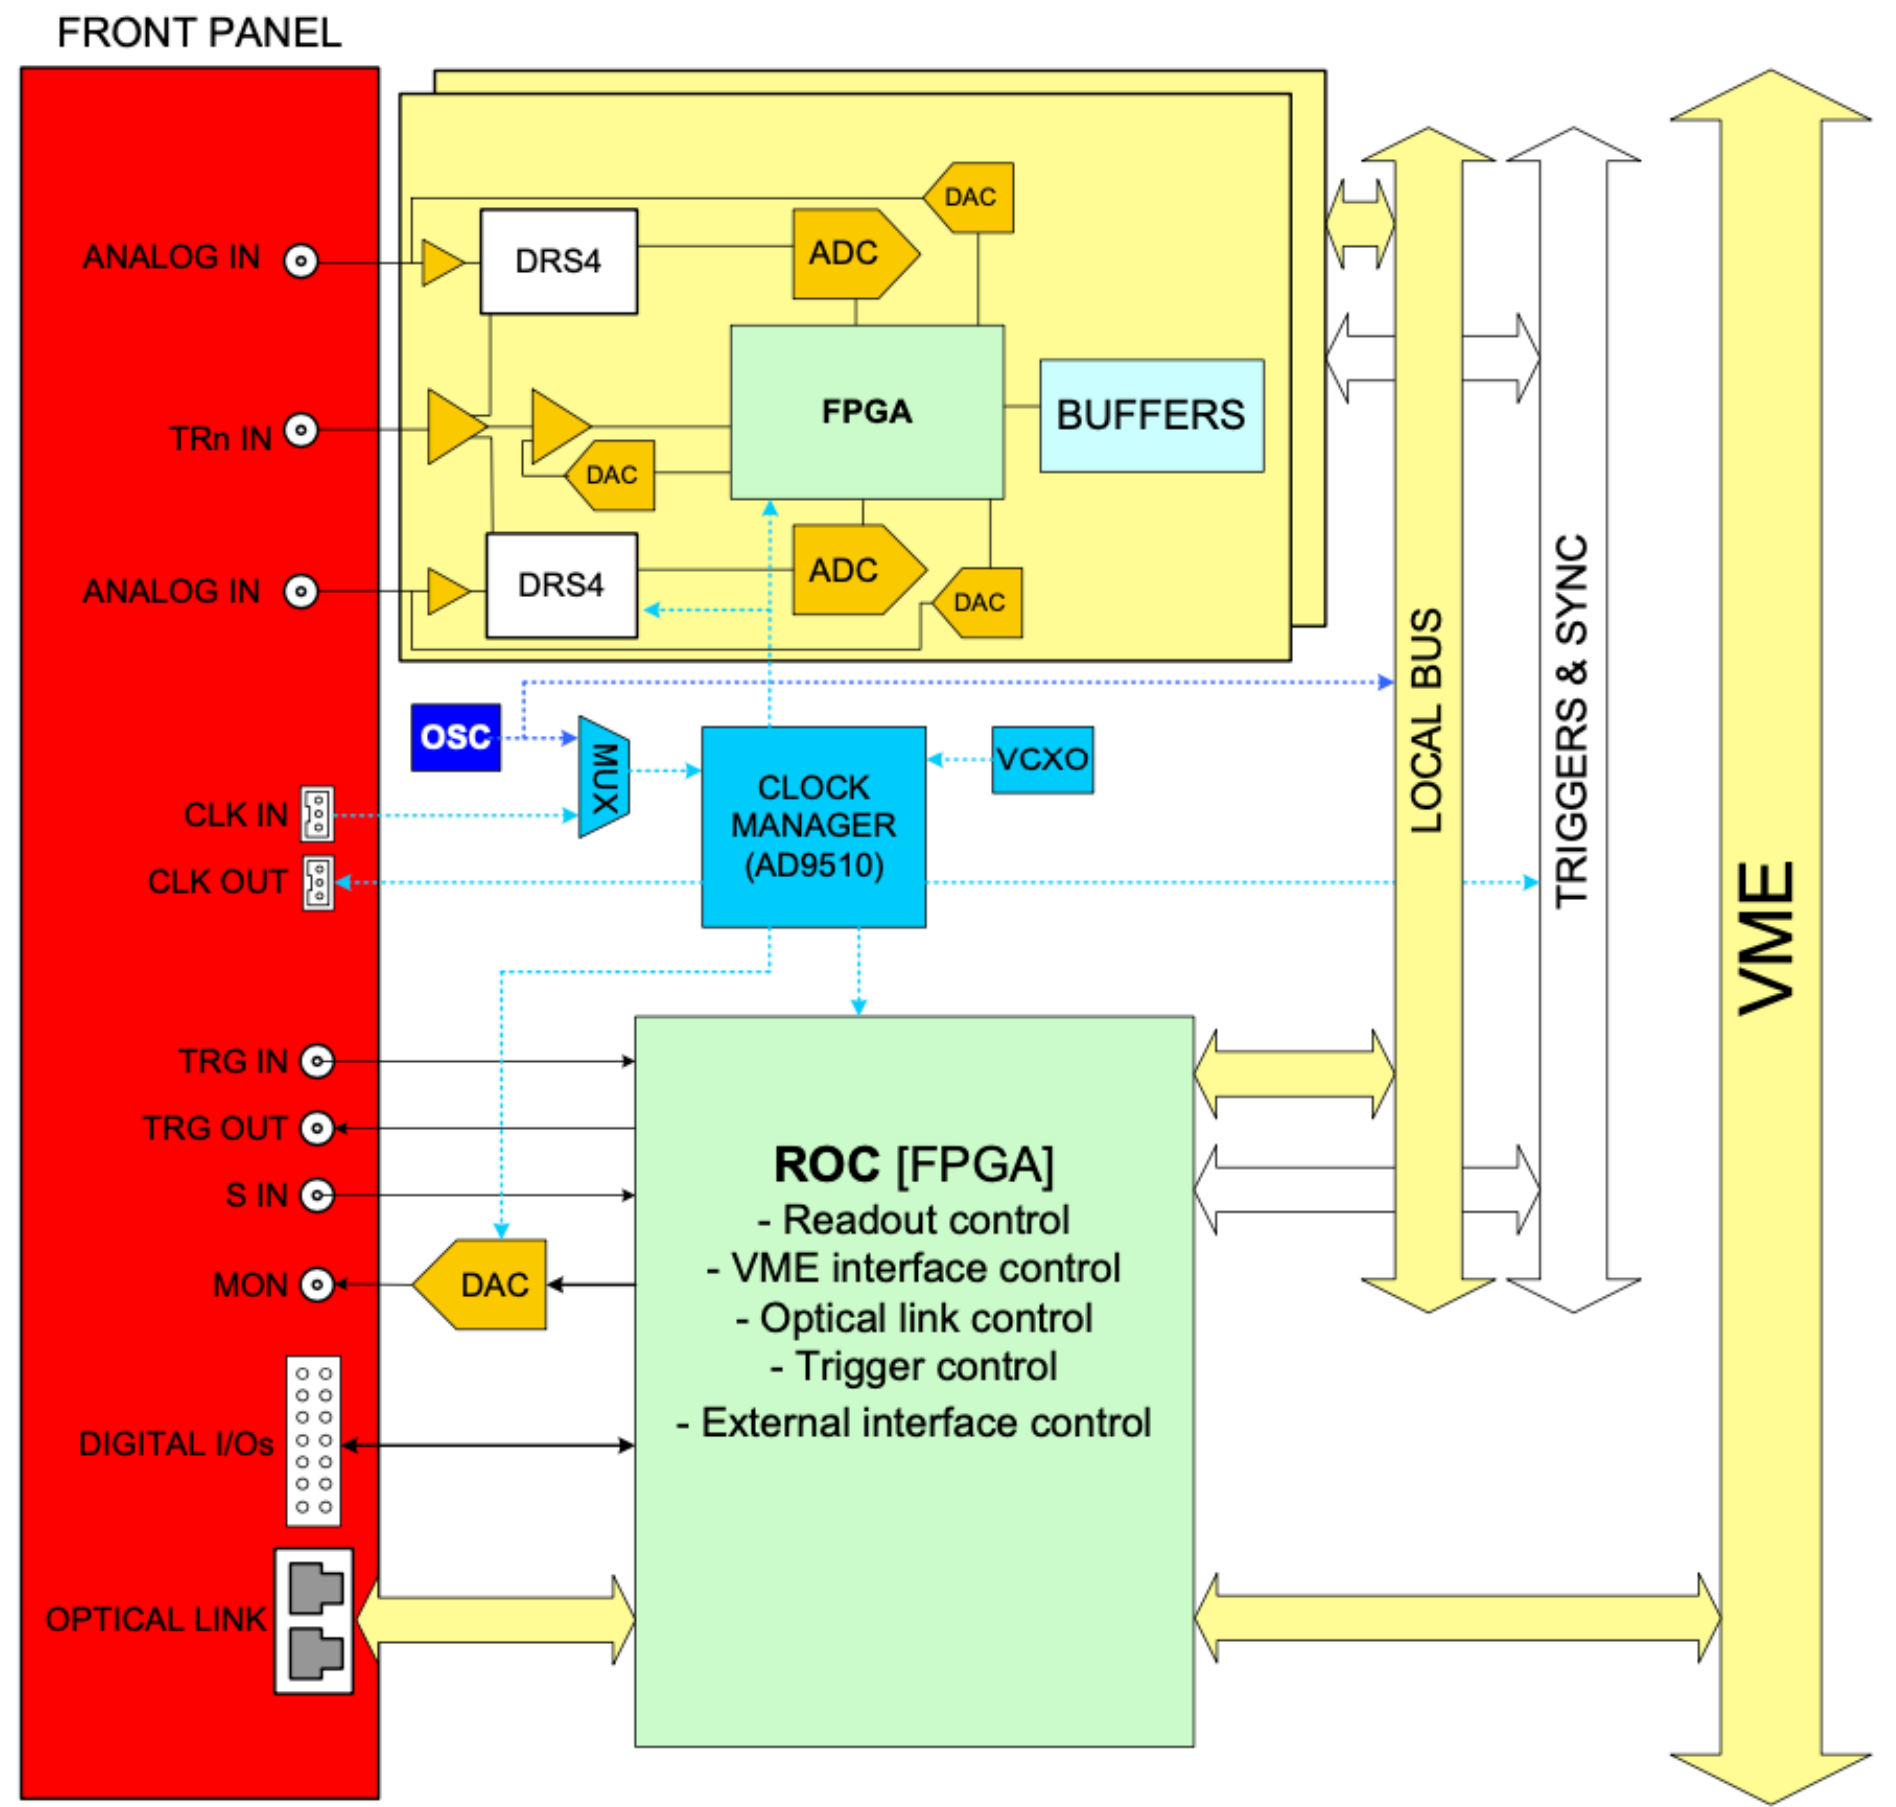 FRONT PANEL
ANALOG IN
DRS4
ADC
DAC
TRn IN
DAC
FPGA
BUFFERS
ANALOG IN
DRS4
ADC
DAC
OSC
MUX
CLOCK
MANAGER
(AD9510)
VCXO
CLK IN
CLK OUT
LOCAL BUS
TRIGGERS & SYNC
VME
TRG IN
TRG OUT
S IN
MON
DAC
DIGITAL I/Os
OPTICAL LINK
ROC [FPGA]
- Readout control
- VME interface control
- Optical link control
- Trigger control
- External interface control